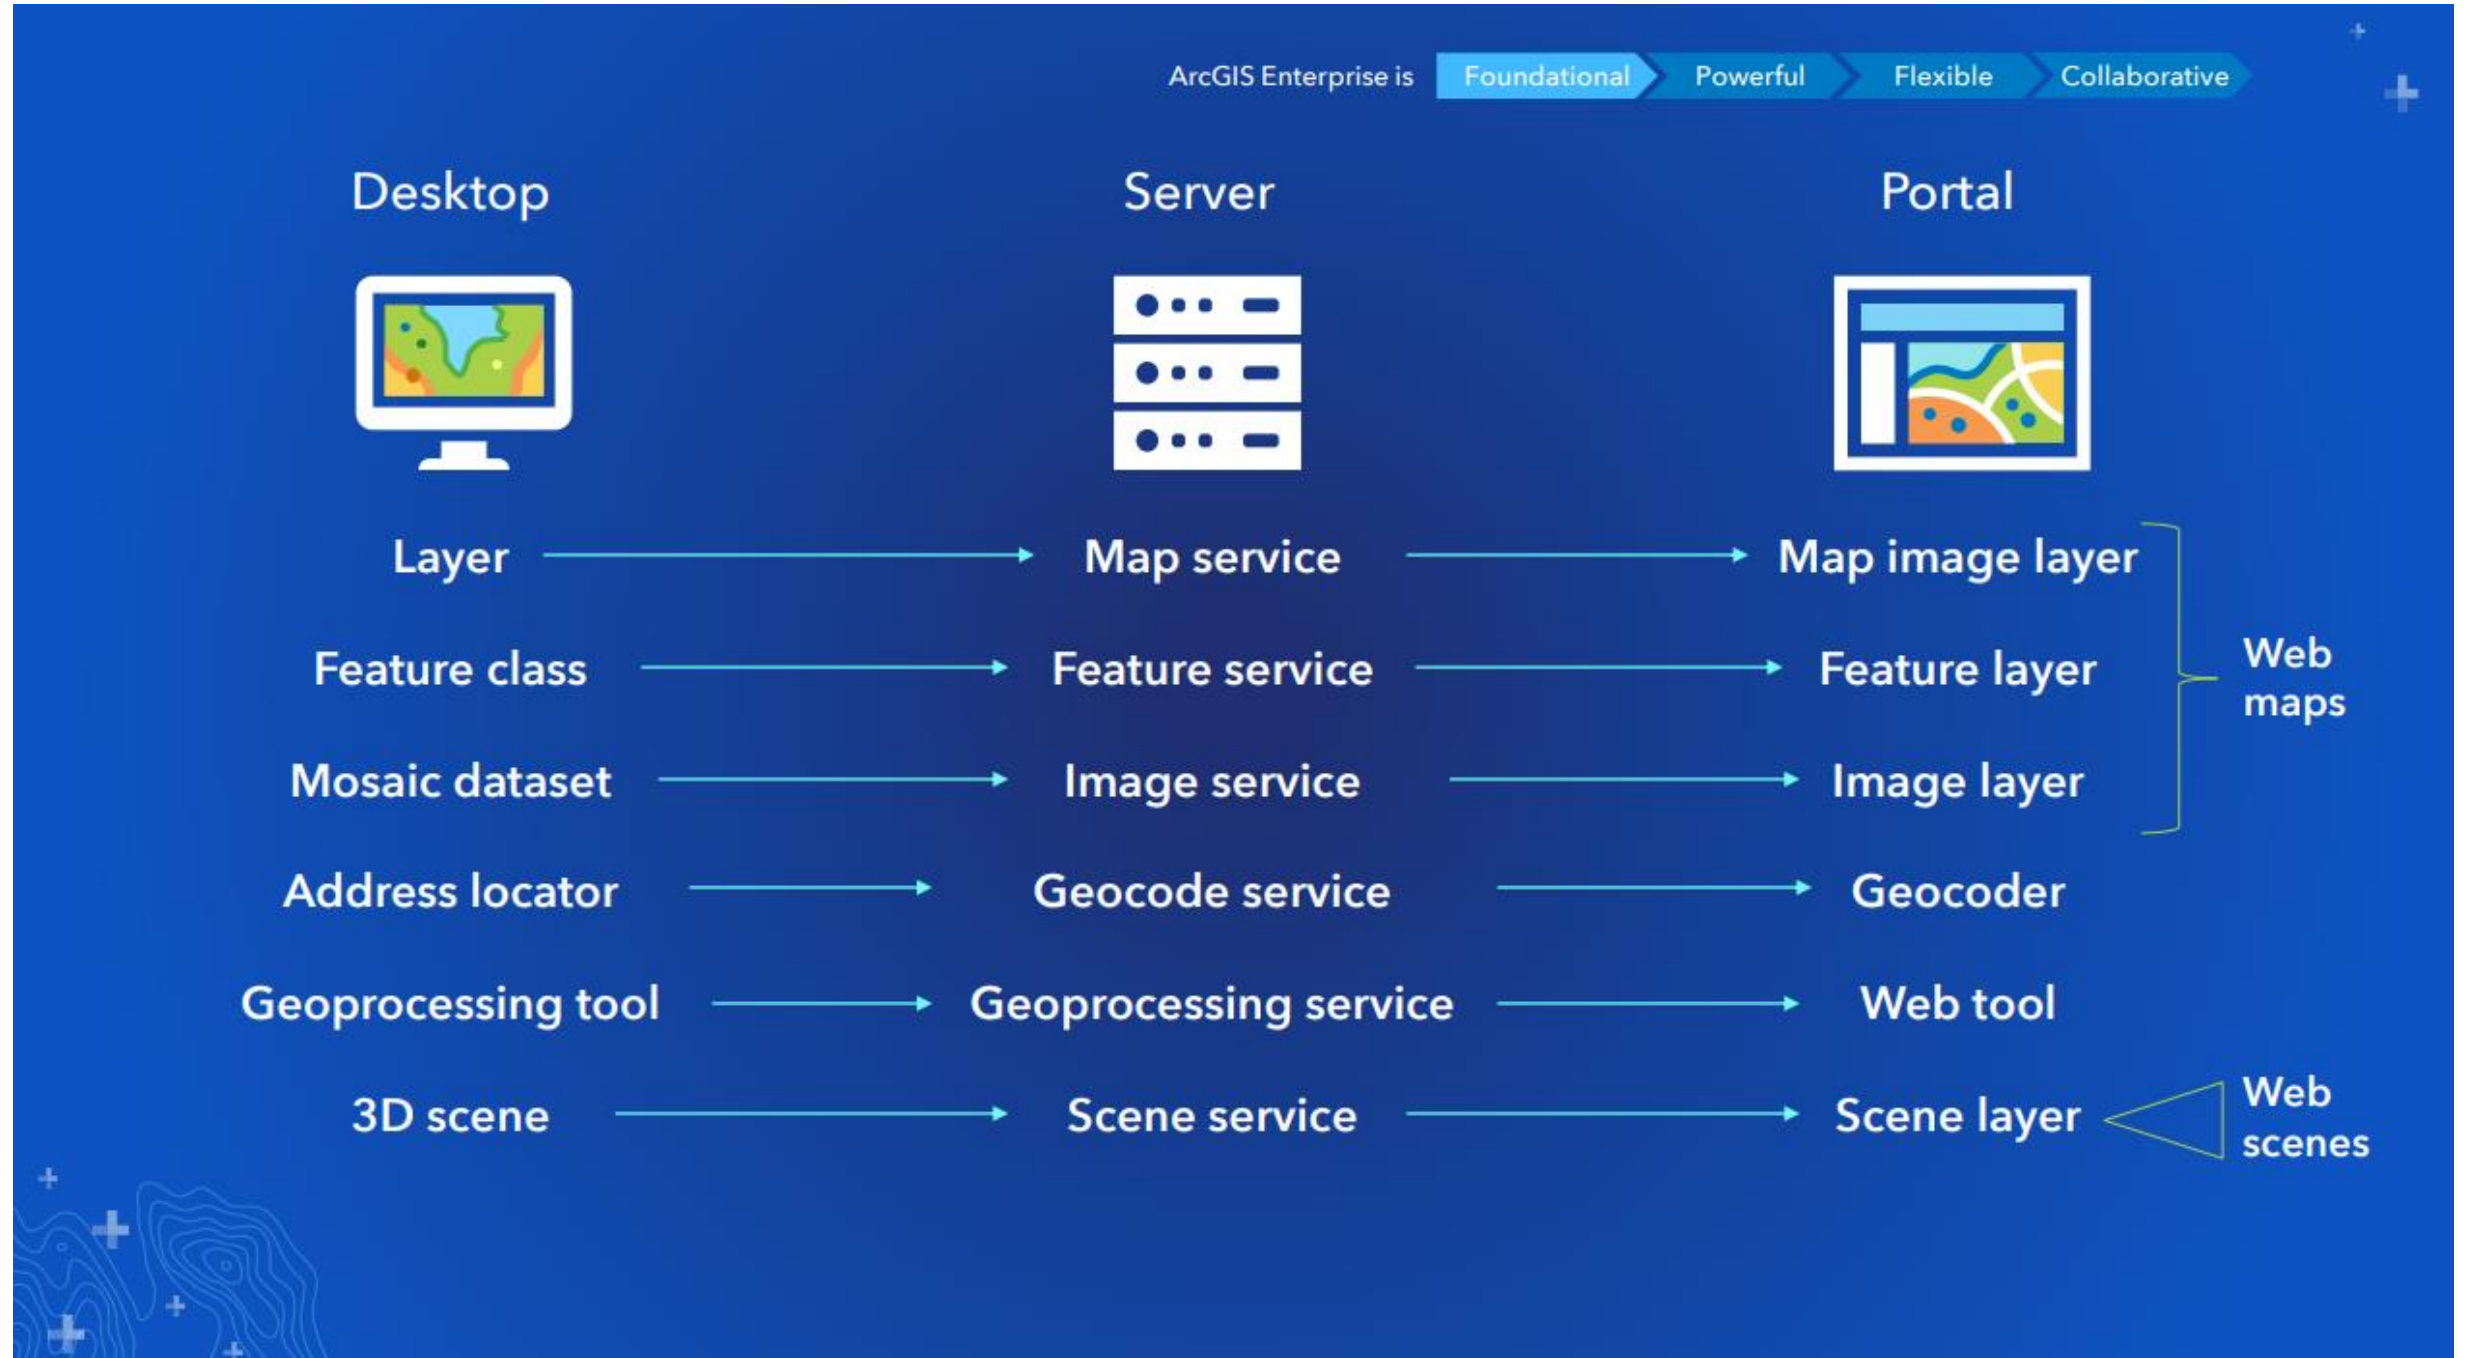 ArcGIS Enterprise is Foundational Powerful Flexible Collaborative
Desktop Server Portal
Layer Map service Map image layer
Feature class Feature service Feature layer
Web
maps
Mosaic dataset Image service Image layer
Address locator Geocode service Geocoder
Geoprocessing tool Geoprocessing service Web tool
3D scene Scene service Scene layer
Web
scenes